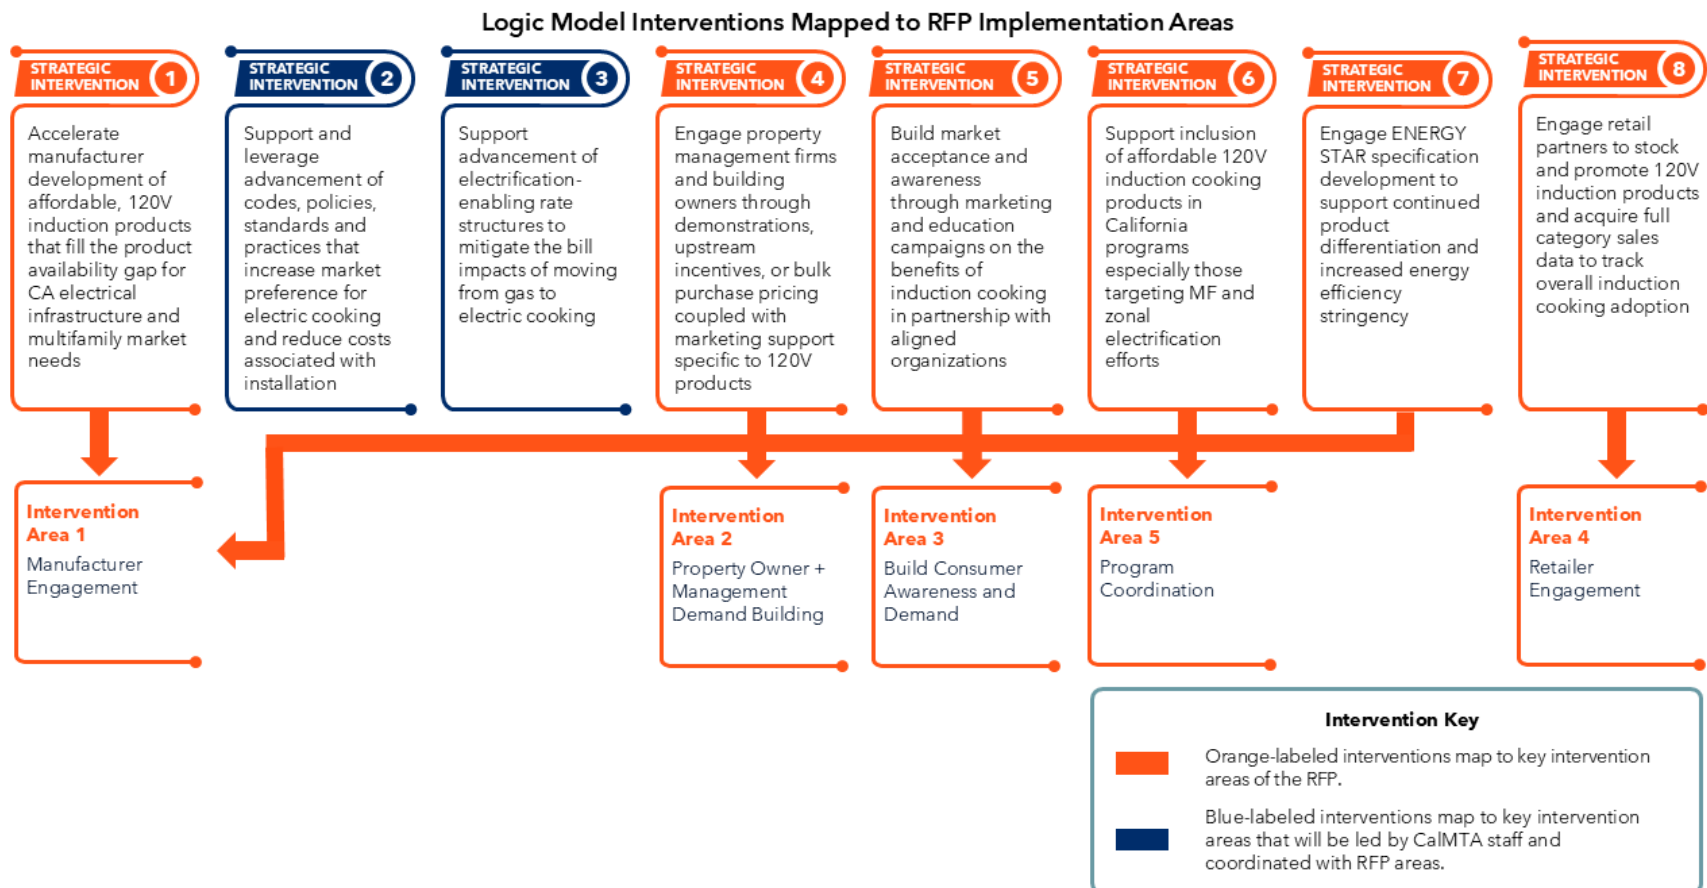 Logic Model Interventions Mapped to RFP Implementation Areas
STRATEGIC
INTERVENTION
1
Accelerate
manufacturer
development of
affordable, 120V
induction products
that fill the product
availability gap for
CA electrical
infrastructure and
multifamily market
needs
STRATEGIC
INTERVENTION
2
Support and
leverage
advancement of
codes, policies,
standards and
practices that
increase market
preference for
electric cooking
and reduce costs
associated with
installation
STRATEGIC
INTERVENTION
3
Support
advancement of
electrification-
enabling rate
structures to
mitigate the bill
impacts of moving
from gas to
electric cooking
STRATEGIC
INTERVENTION
4
Engage property
management firms
and building
owners through
demonstrations,
upstream
incentives, or bulk
purchase pricing
coupled with
marketing support
specific to 120V
products
STRATEGIC
INTERVENTION
5
Build market
acceptance and
awareness
through marketing
and education
campaigns on the
benefits of
induction cooking
in partnership with
aligned
organizations
STRATEGIC
INTERVENTION
6
Support inclusion
of affordable 120V
induction cooking
products in
California
programs
especially those
targeting MF and
zonal
electrification
efforts
STRATEGIC
INTERVENTION
7
Engage ENERGY
STAR specification
development to
support continued
product
differentiation and
increased energy
efficiency
stringency
STRATEGIC
INTERVENTION
8
Engage retail
partners to stock
and promote 120V
induction products
and acquire full
category sales
data to track
overall induction
cooking adoption
Intervention
Area 1
Manufacturer
Engagement
Intervention
Area 2
Property Owner +
Management
Demand Building
Intervention
Area 3
Build Consumer
Awareness and
Demand
Intervention
Area 5
Program
Coordination
Intervention
Area 4
Retailer
Engagement
Intervention Key
Orange-labeled interventions map to key intervention
areas of the RFP.
Blue-labeled interventions map to key intervention
areas that will be led by CalMTA staff and
coordinated with RFP areas.